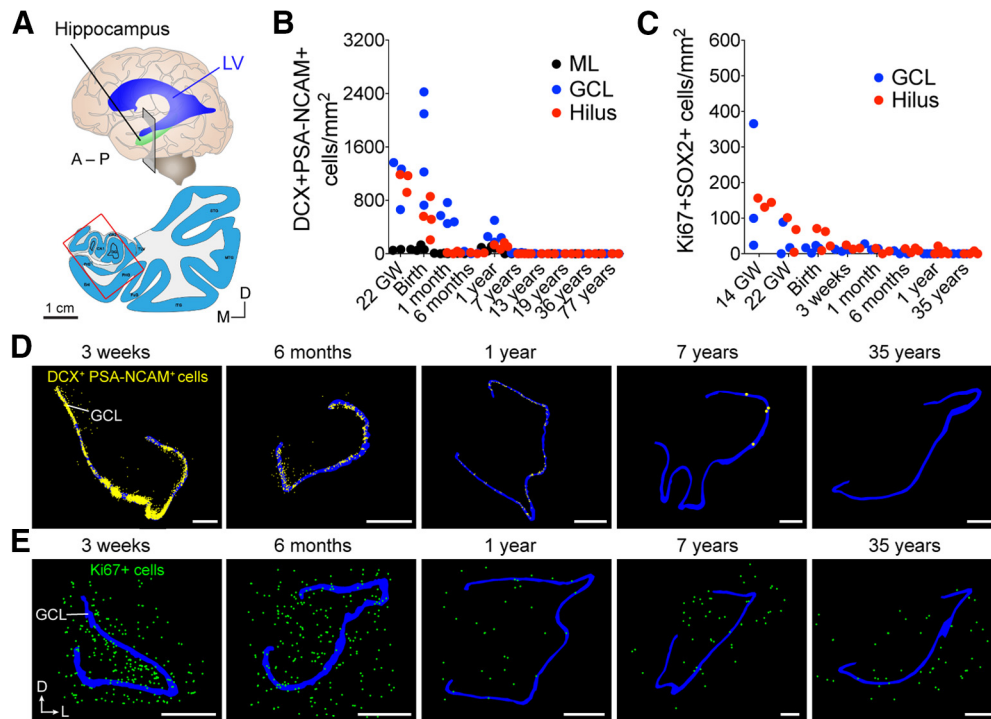 A
Hippocampus
LV
A – P
1 cm
D
M
B
DCX+PSA-NCAM+
cells/mm²
3200
2400
1600
800
0
ML
GCL
Hilus
22 GW
Birth
1 month
6 months
1 year
7 years
13 years
19 years
36 years
77 years
C
Ki67+SOX2+ cells/mm²
600
500
400
300
200
100
0
GCL
Hilus
14 GW
22 GW
Birth
3 weeks
1 month
6 months
1 year
35 years
D
3 weeks
6 months
1 year
7 years
35 years
DCX⁺ PSA-NCAM⁺ cells
GCL
E
3 weeks
6 months
1 year
7 years
35 years
Ki67+ cells
GCL
D
L